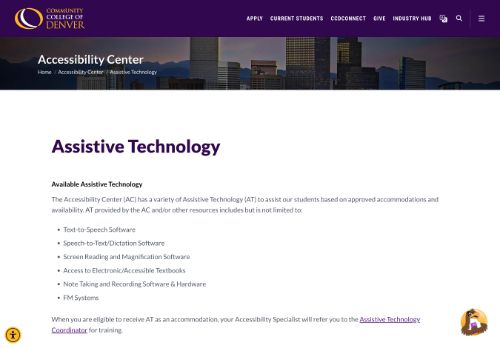 COMMUNITY
COLLEGE OF
DENVER
APPLY CURRENT STUDENTS CCDCONNECT GIVE INDUSTRY HUB
Accessibility Center
Home / Accessibility Center / Assistive Technology
Assistive Technology
Available Assistive Technology
The Accessibility Center (AC) has a variety of Assistive Technology (AT) to assist our students based on approved accommodations and
availability. AT provided by the AC and/or other resources includes but is not limited to:
• Text-to-Speech Software
• Speech-to-Text/Dictation Software
• Screen Reading and Magnification Software
• Access to Electronic/Accessible Textbooks
• Note Taking and Recording Software & Hardware
• FM Systems
When you are eligible to receive AT as an accommodation, your Accessibility Specialist will refer you to the Assistive Technology
Coordinator for training.